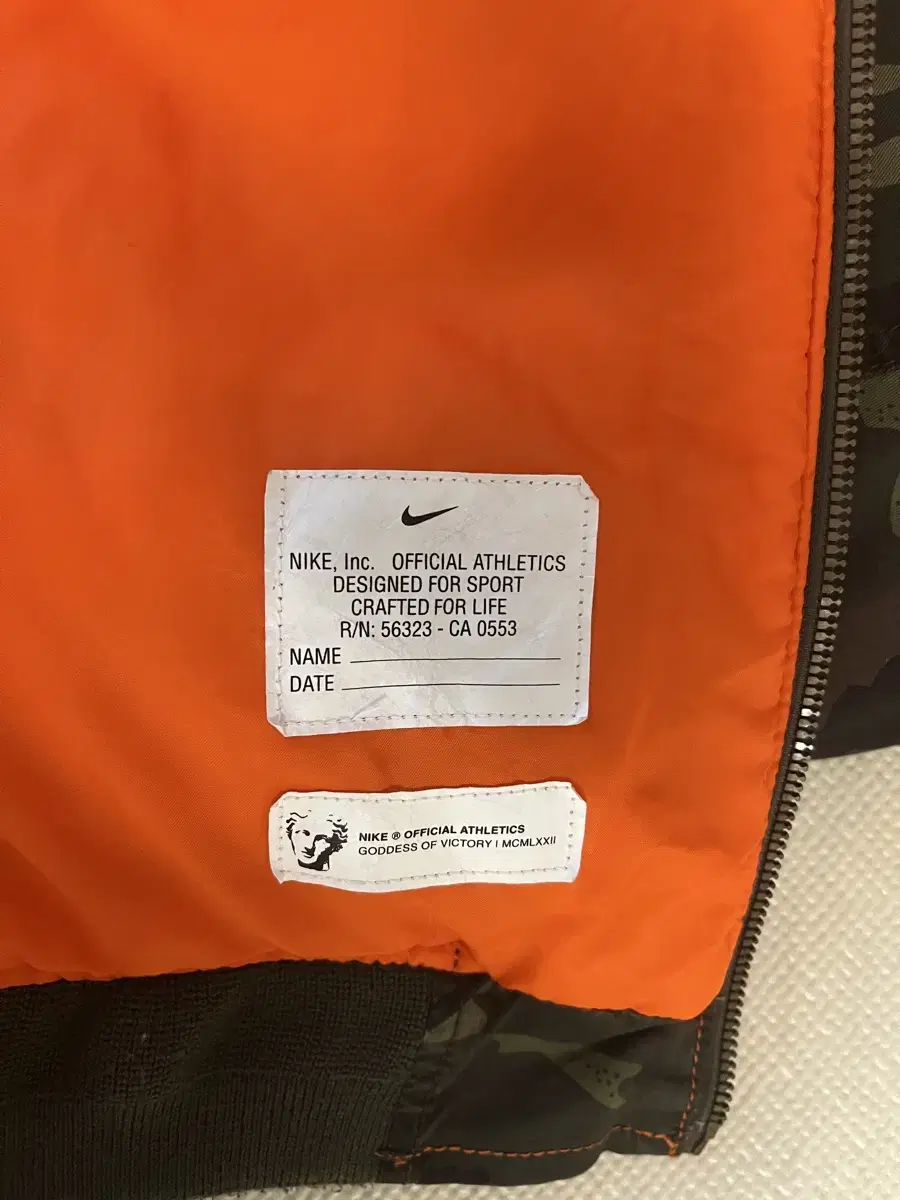 NIKE, Inc. OFFICIAL ATHLETICS
DESIGNED FOR SPORT
CRAFTED FOR LIFE
R/N: 56323 - CA 0553
NAME
DATE
NIKE ® OFFICIAL ATHLETICS
GODDESS OF VICTORY | MCMLXXII